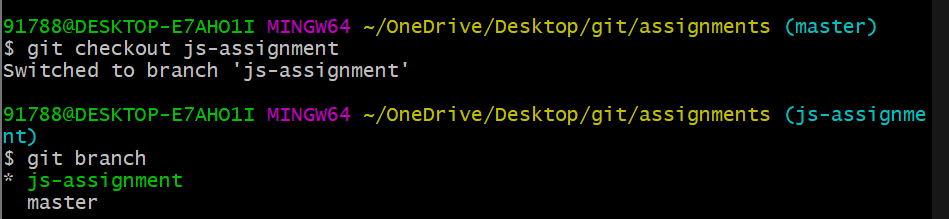 91788@DESKTOP-E7AHO1I MINGW64 ~/OneDrive/Desktop/git/assignments (master)
$ git checkout js-assignment
Switched to branch 'js-assignment'
91788@DESKTOP-E7AHO1I MINGW64 ~/OneDrive/Desktop/git/assignments (js-assignme
nt)
$ git branch
* js-assignment
master